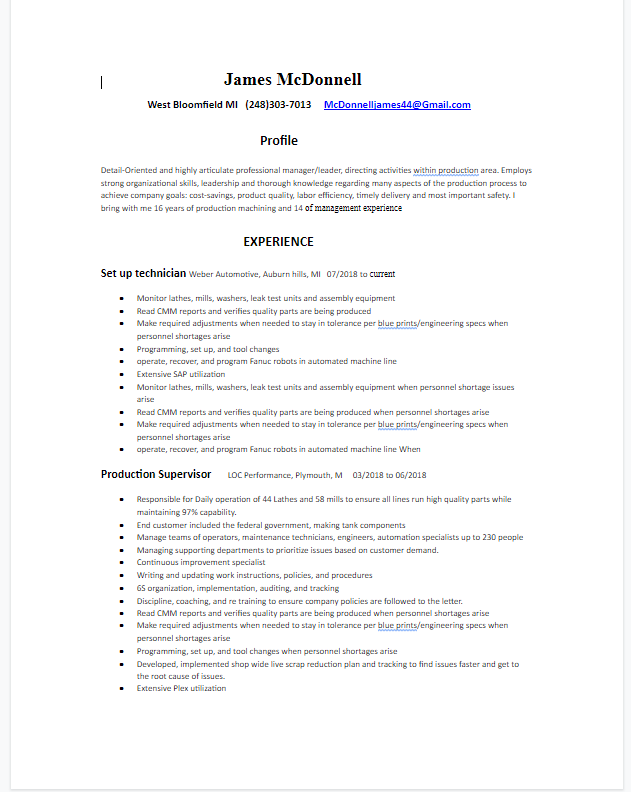 James McDonnell
West Bloomfield MI (248)303-7013 McDonnelljames44@Gmail.com
Profile
Detail-Oriented and highly articulate professional manager/leader, directing activities within production area. Employs
strong organizational skills, leadership and thorough knowledge regarding many aspects of the production process to
achieve company goals: cost-savings, product quality, labor efficiency, timely delivery and most important safety. I
bring with me 16 years of production machining and 14 of management experience
EXPERIENCE
Set up technician Weber Automotive, Auburn hills, MI 07/2018 to current
• Monitor lathes, mills, washers, leak test units and assembly equipment
• Read CMM reports and verifies quality parts are being produced
• Make required adjustments when needed to stay in tolerance per blue prints/engineering specs when
personnel shortages arise
• Programming, set up, and tool changes
• operate, recover, and program Fanuc robots in automated machine line
• Extensive SAP utilization
• Monitor lathes, mills, washers, leak test units and assembly equipment when personnel shortage issues
arise
• Read CMM reports and verifies quality parts are being produced when personnel shortages arise
• Make required adjustments when needed to stay in tolerance per blue prints/engineering specs when
personnel shortages arise
• operate, recover, and program Fanuc robots in automated machine line When
Production Supervisor LOC Performance, Plymouth, M 03/2018 to 06/2018
• Responsible for Daily operation of 44 Lathes and 58 mills to ensure all lines run high quality parts while
maintaining 97% capability.
• End customer included the federal government, making tank components
• Manage teams of operators, maintenance technicians, engineers, automation specialists up to 230 people
• Managing supporting departments to prioritize issues based on customer demand.
• Continuous improvement specialist
• Writing and updating work instructions, policies, and procedures
• 6S organization, implementation, auditing, and tracking
• Discipline, coaching, and re training to ensure company policies are followed to the letter.
• Read CMM reports and verifies quality parts are being produced when personnel shortages arise
• Make required adjustments when needed to stay in tolerance per blue prints/engineering specs when
personnel shortages arise
• Programming, set up, and tool changes when personnel shortages arise
• Developed, implemented shop wide live scrap reduction plan and tracking to find issues faster and get to
the root cause of issues.
• Extensive Plex utilization